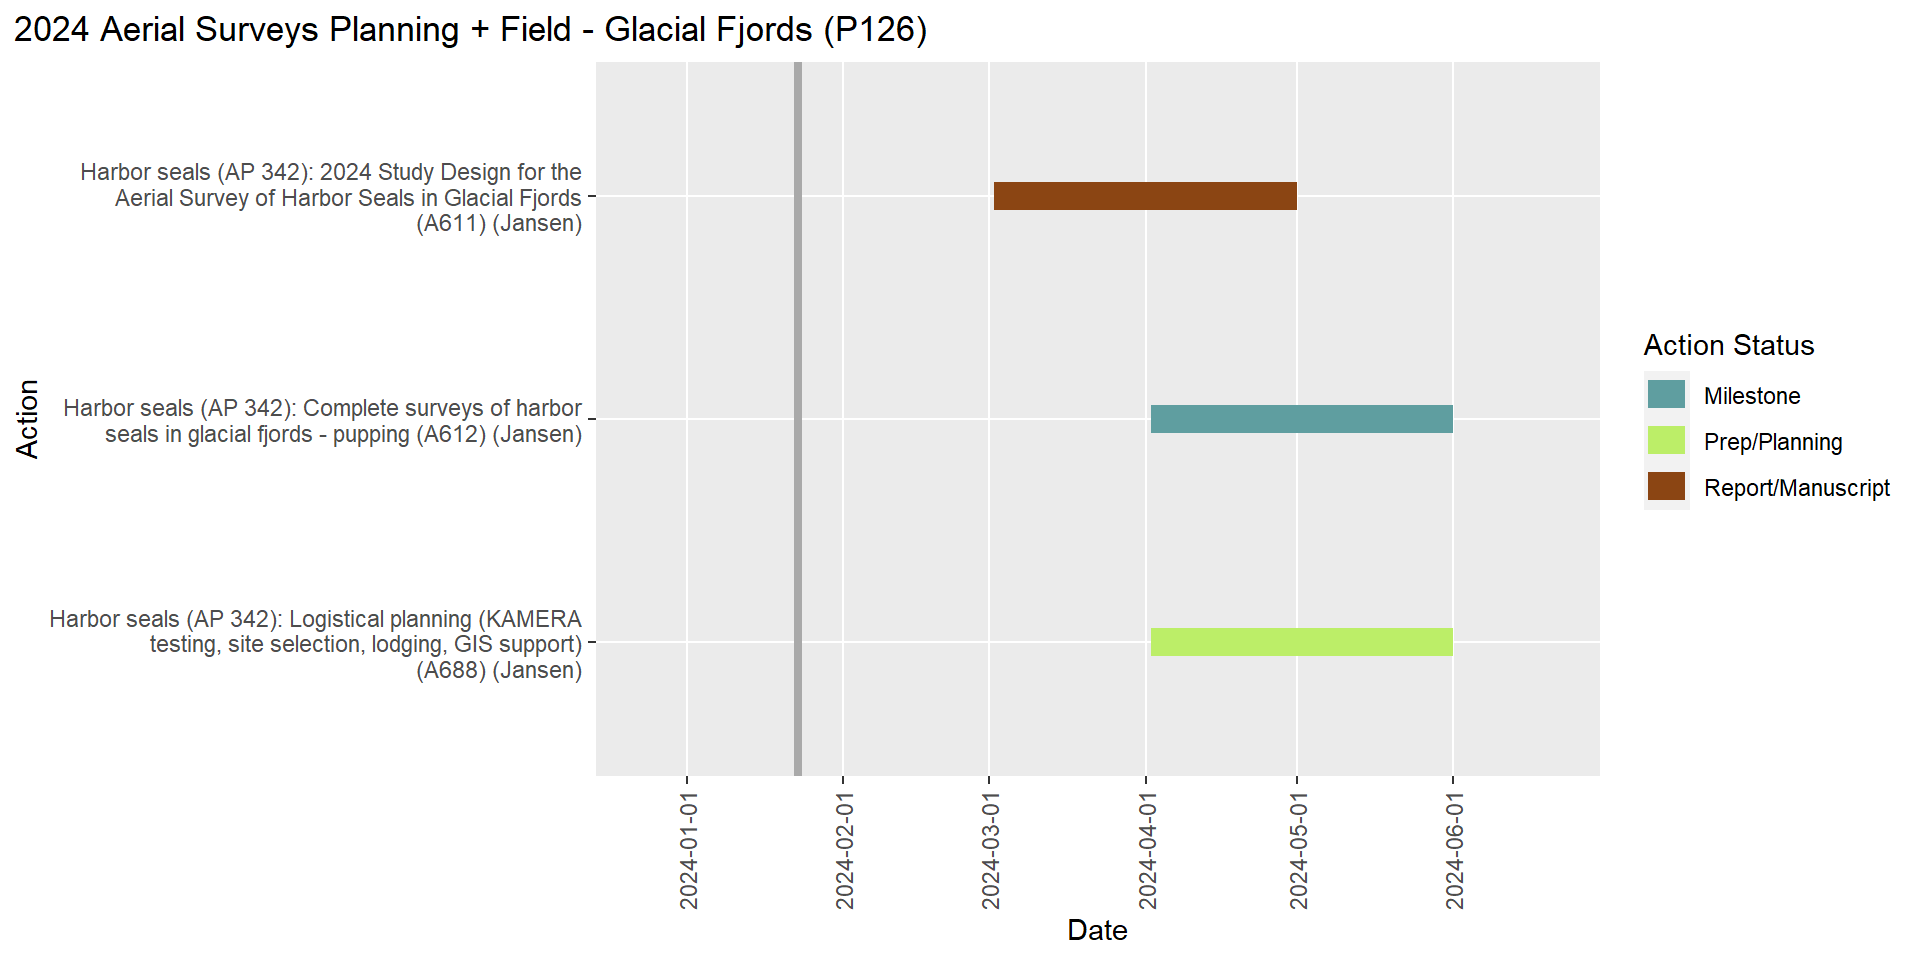 2024 Aerial Surveys Planning + Field - Glacial Fjords (P126)
Action
Harbor seals (AP 342): 2024 Study Design for the
Aerial Survey of Harbor Seals in Glacial Fjords
(A611) (Jansen)
Harbor seals (AP 342): Complete surveys of harbor
seals in glacial fjords - pupping (A612) (Jansen)
Harbor seals (AP 342): Logistical planning (KAMERA
testing, site selection, lodging, GIS support)
(A688) (Jansen)
2024-01-01
2024-02-01
2024-03-01
2024-04-01
2024-05-01
2024-06-01
Date
Action Status
Milestone
Prep/Planning
Report/Manuscript